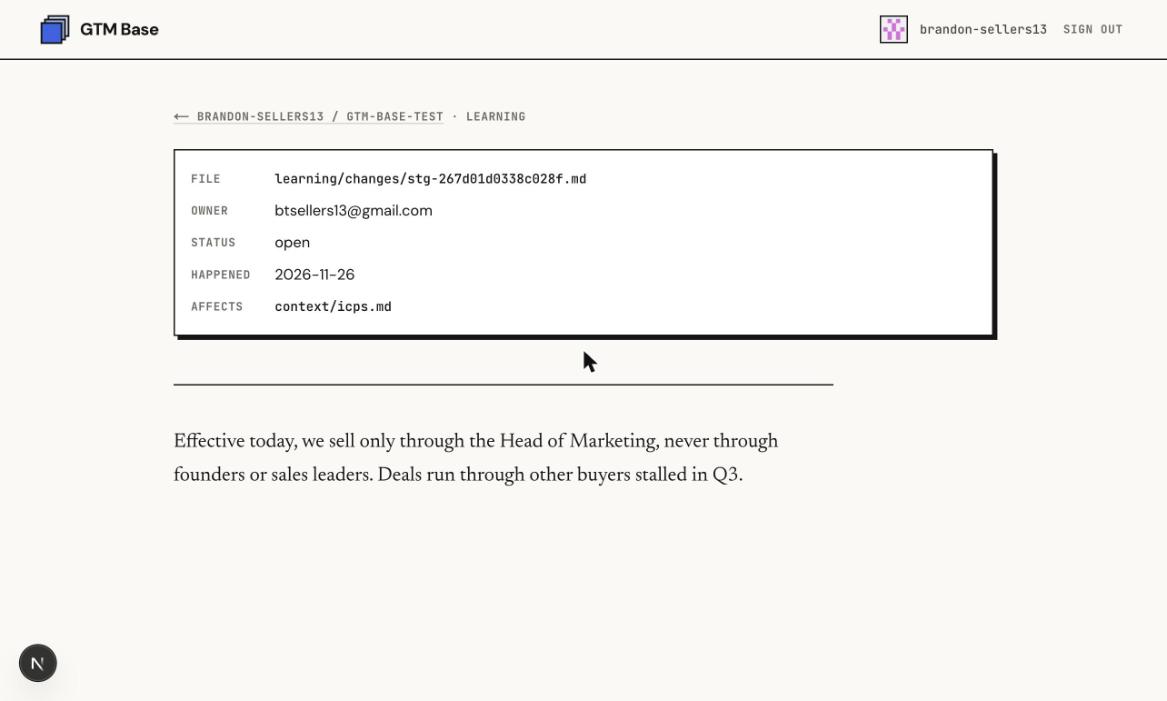 GTM Base
brandon-sellers13 SIGN OUT
← BRANDON-SELLERS13 / GTM-BASE-TEST · LEARNING
FILE learning/changes/stg-267d01d0338c028f.md
OWNER btsellers13@gmail.com
STATUS open
HAPPENED 2026-11-26
AFFECTS context/icps.md
Effective today, we sell only through the Head of Marketing, never through
founders or sales leaders. Deals run through other buyers stalled in Q3.
N